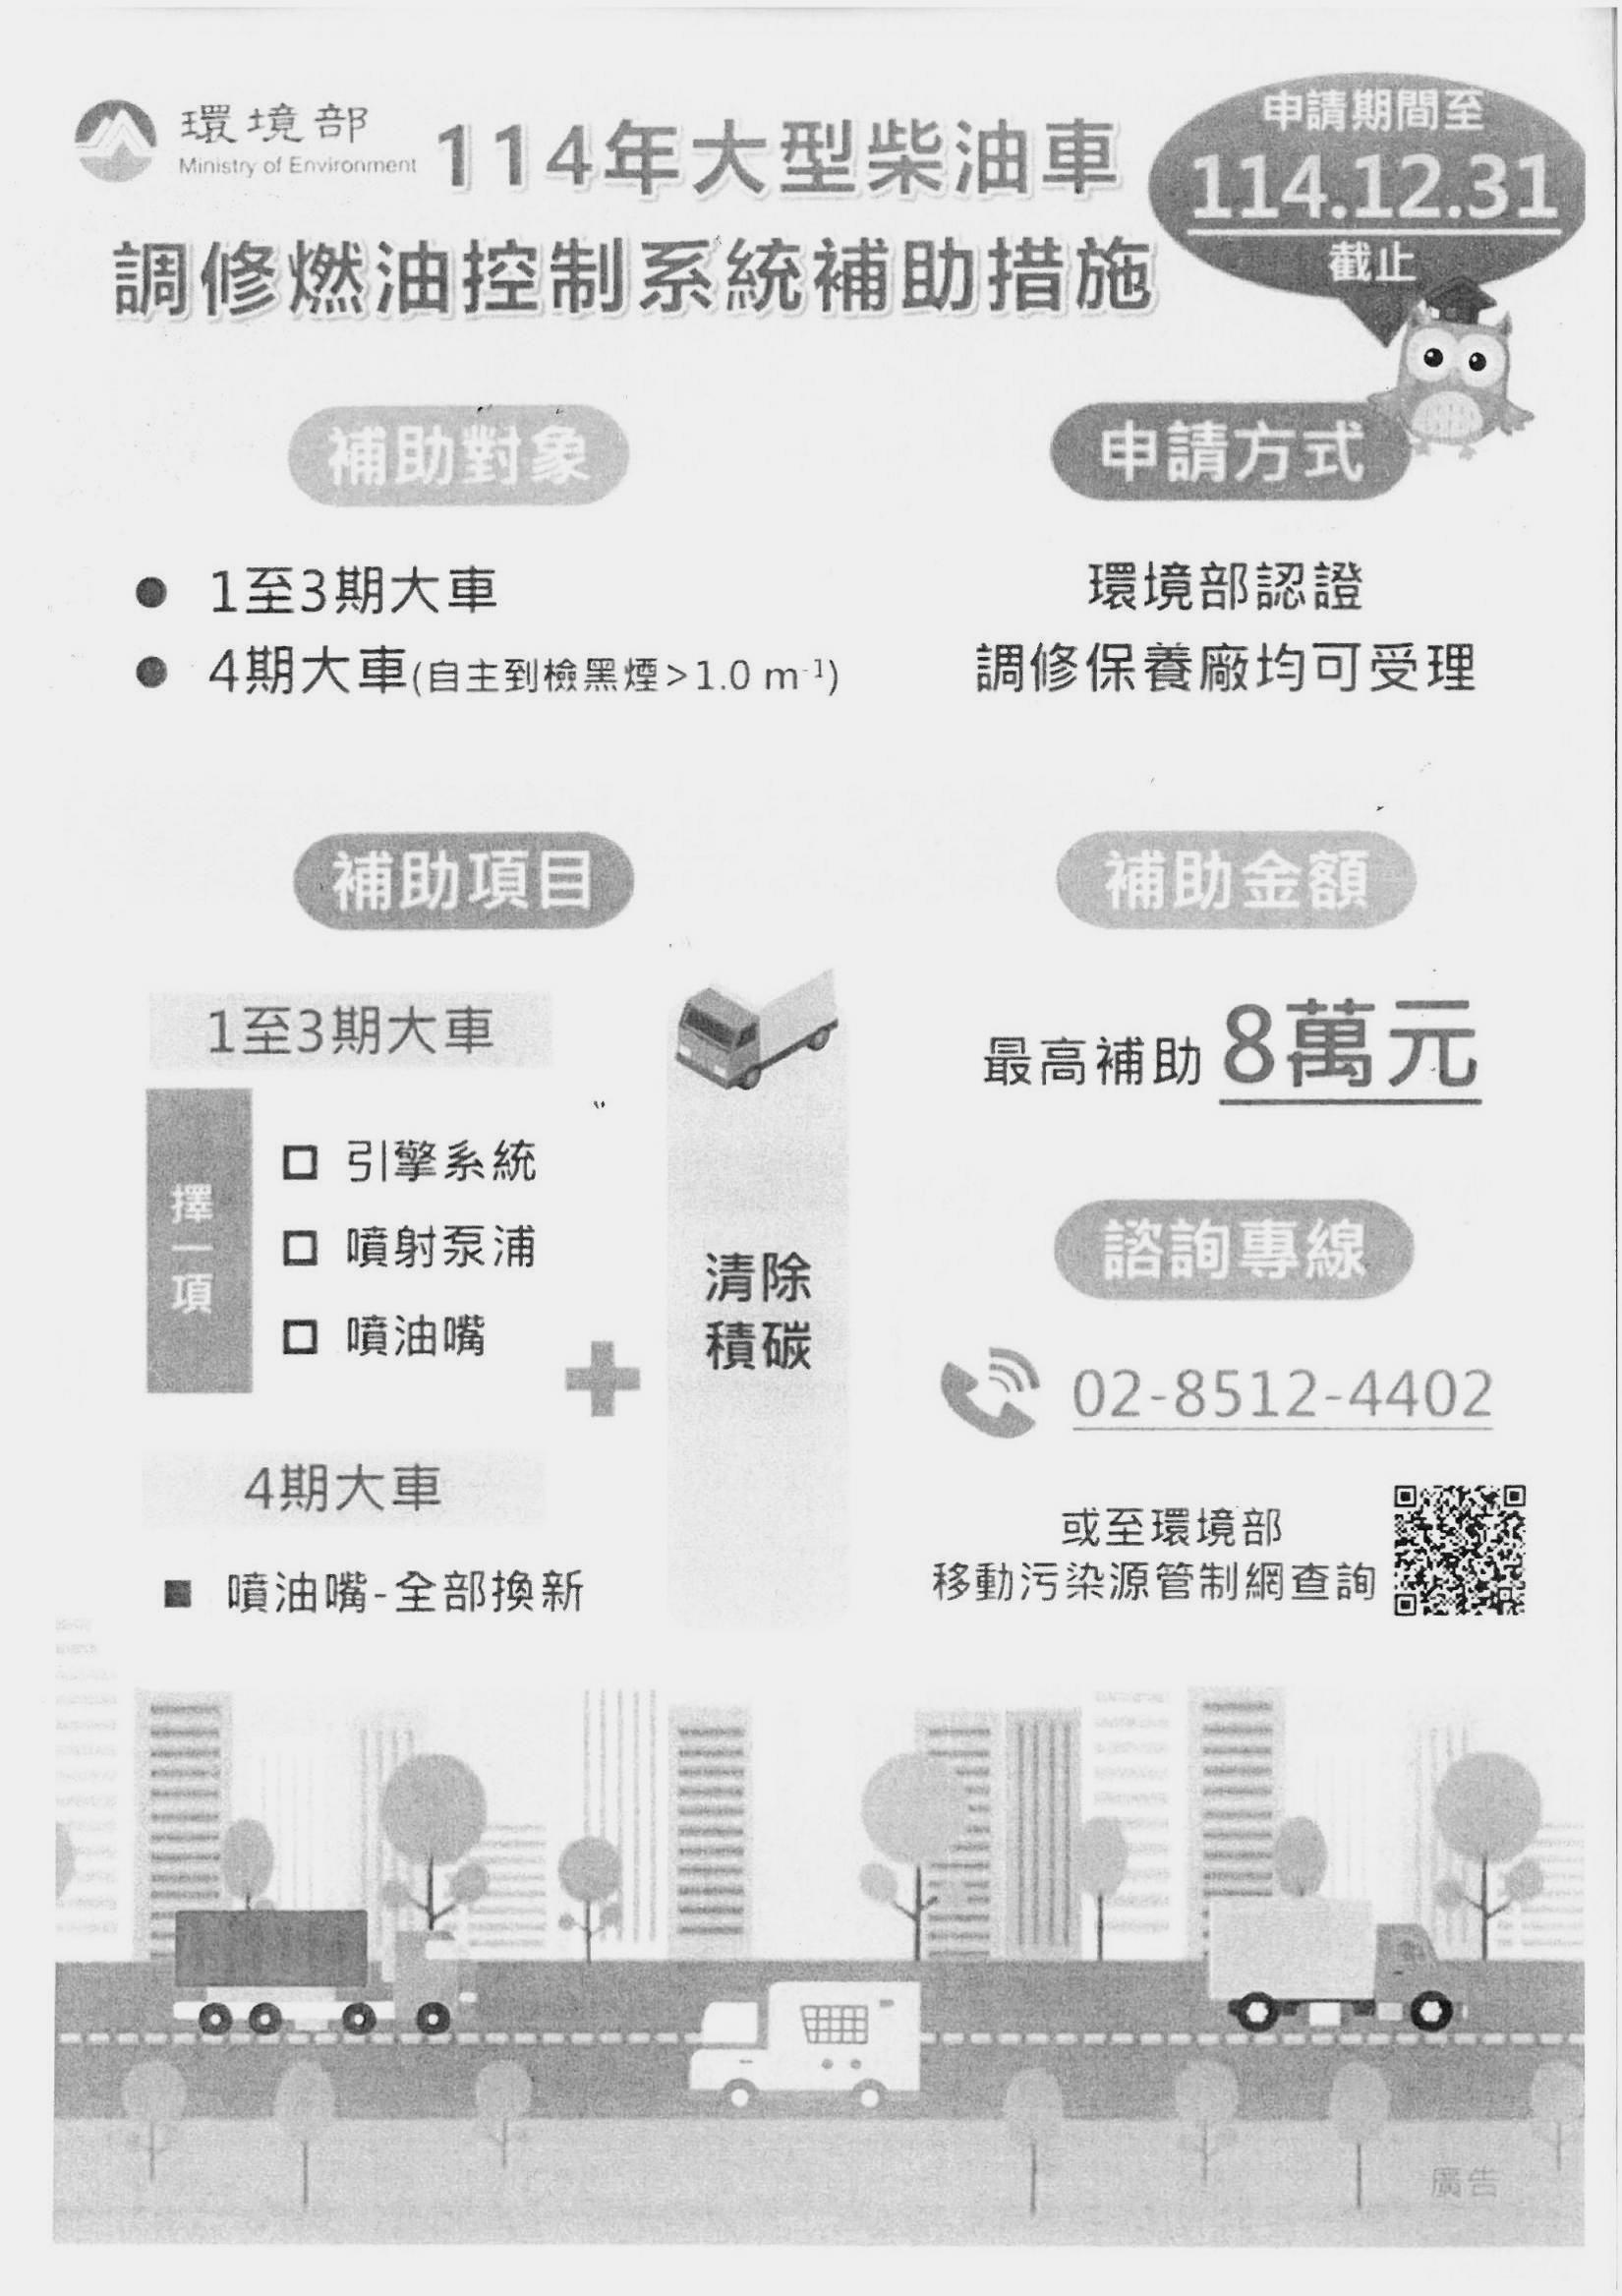 環境部
Ministry of Environment
114年大型柴油車
調修燃油控制系統補助措施
申請期間至
114.12.31
截止
補助對象
● 1至3期大車
● 4期大車(自主到檢黑煙>1.0 m⁻¹)
申請方式
環境部認證
調修保養廠均可受理
補助項目
1至3期大車
擇一項
□ 引擎系統
□ 噴射泵浦
□ 噴油嘴
4期大車
■ 噴油嘴-全部換新
+
清除
積碳
補助金額
最高補助 8萬元
諮詢專線
02-8512-4402
或至環境部
移動污染源管制網查詢
廣告